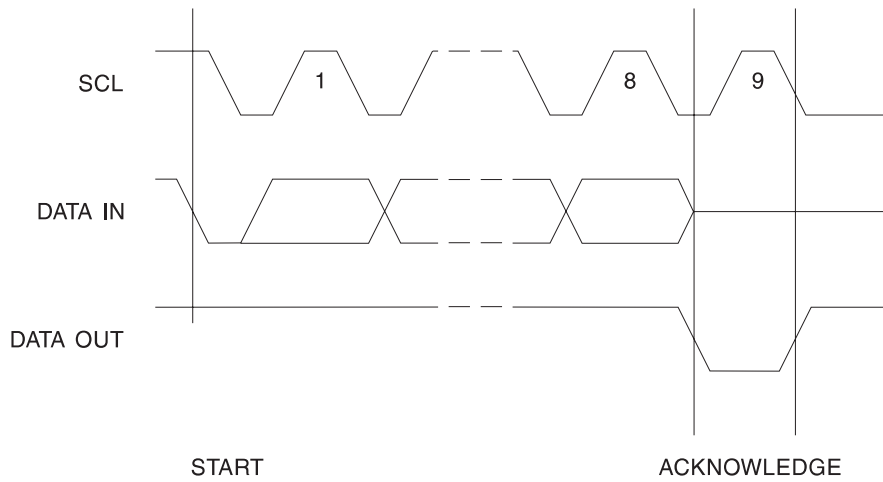 SCL
1
8
9
DATA IN
DATA OUT
START
ACKNOWLEDGE